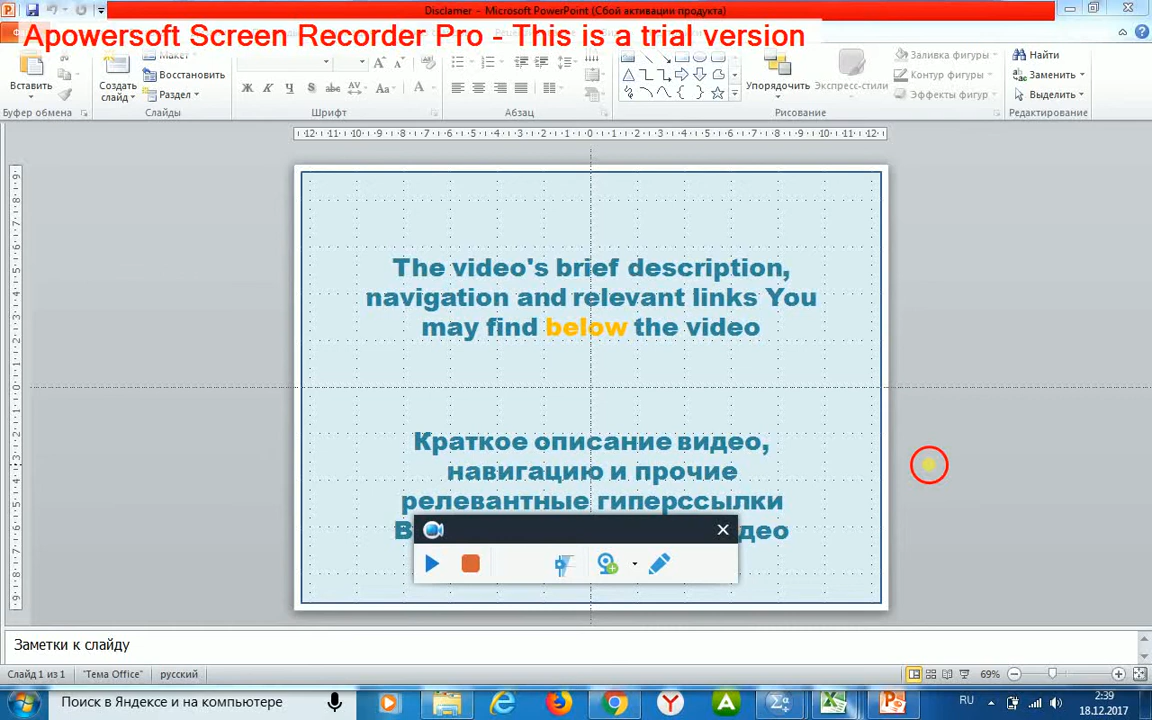 Disclamer - Microsoft PowerPoint (Сбой активации продукта)
Apowersoft Screen Recorder Pro - This is a trial version
Макет
Вставить
Создать
слайд
Восстановить
Раздел
Ж К Ч S abc AV Aa A
Упорядочить
Экспресс-стили
Заливка фигуры
Контур фигуры
Эффекты фигур
Найти
Заменить
Выделить
Буфер обмена
Слайды
Шрифт
Абзац
Рисование
Редактирование
The video's brief description,
navigation and relevant links You
may find below the video
Краткое описание видео,
навигацию и прочие
релевантные гиперссылки
Заметки к слайду
Слайд 1 из 1
"Тема Office"
русский
69%
Поиск в Яндексе и на компьютере
RU
2:39
18.12.2017